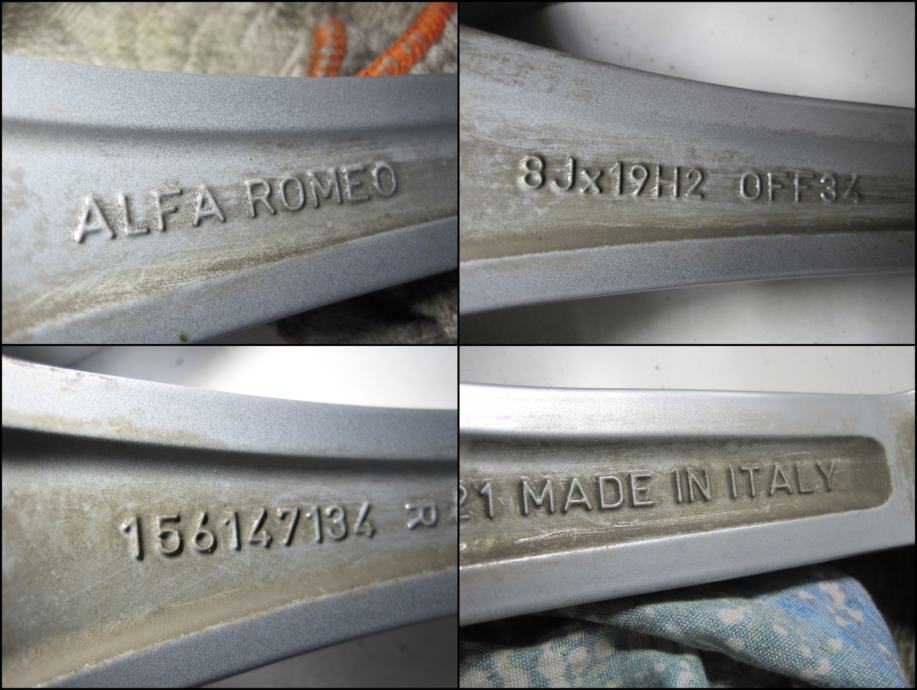 ALFA ROMEO
8Jx19H2 OFF34
156147134 R
21 MADE IN ITALY